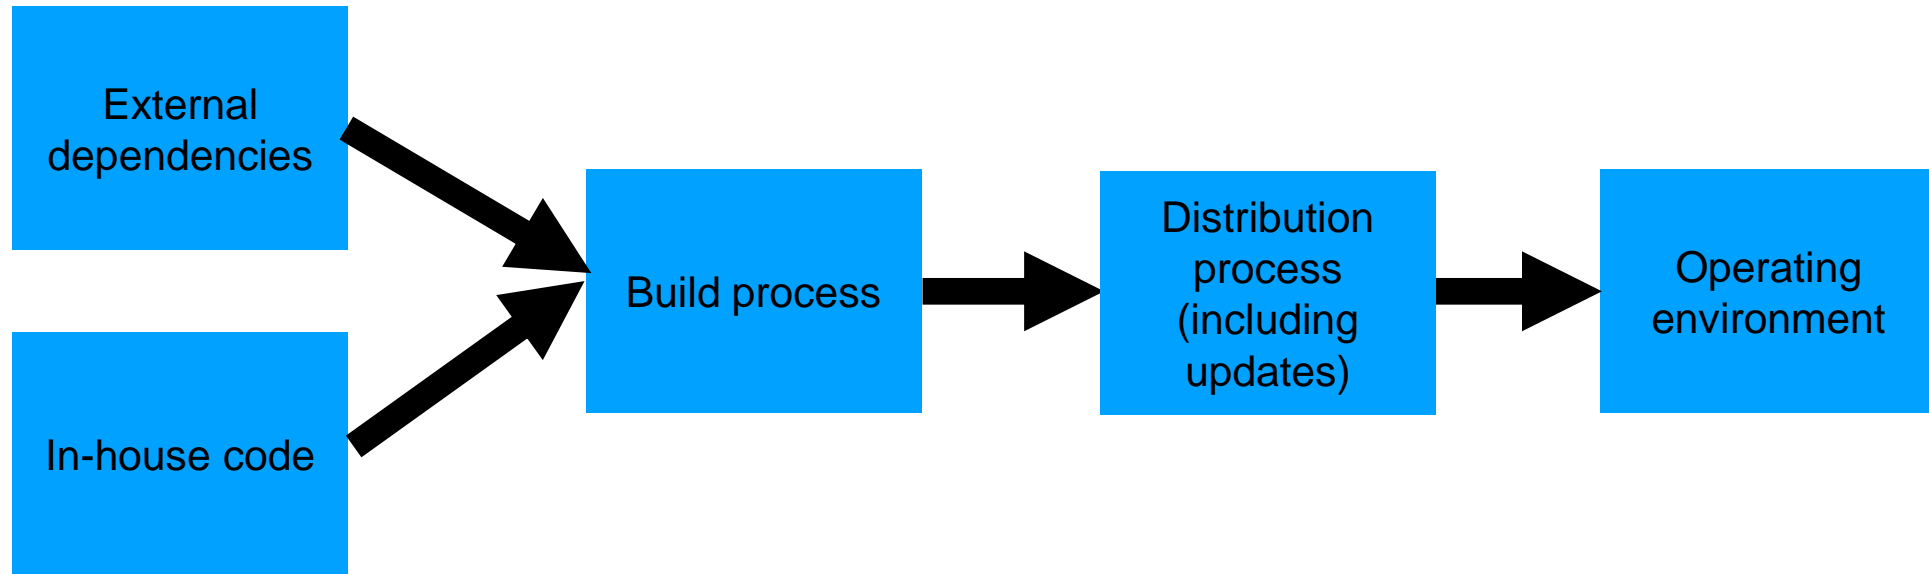 External
dependencies
In-house code
Build process
Distribution
process
(including
updates)
Operating
environment